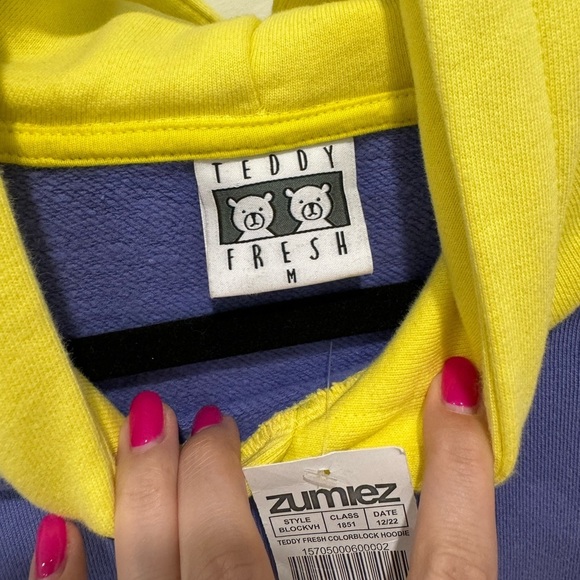 TEDDY
FRESH
M
zumiez
STYLE CLASS DATE
BLOCKVH 1851 12/22
TEDDY FRESH COLORBLOCK HOODIE
15705000600002